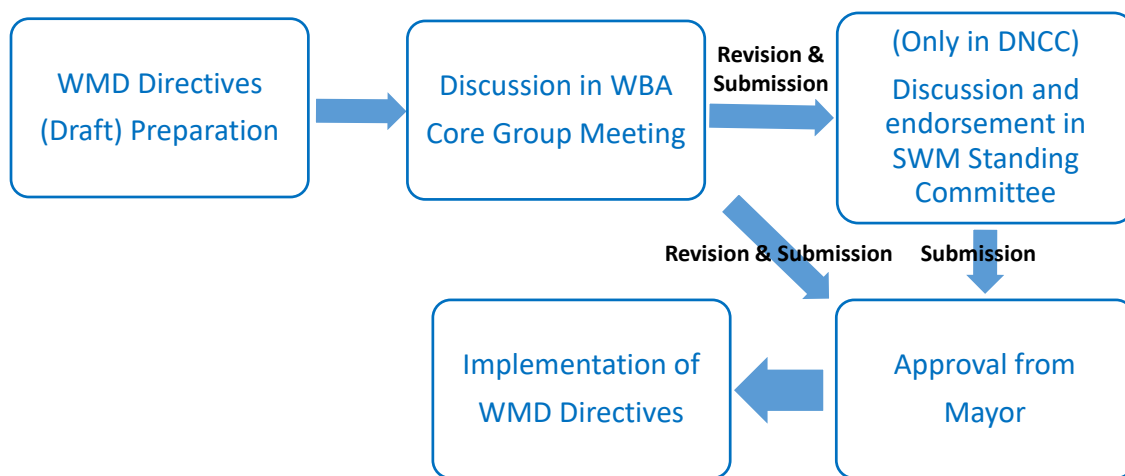 WMD Directives
(Draft) Preparation
Discussion in WBA
Core Group Meeting
Revision &
Submission
(Only in DNCC)
Discussion and
endorsement in
SWM Standing
Committee
Revision & Submission
Submission
Implementation of
WMD Directives
Approval from
Mayor